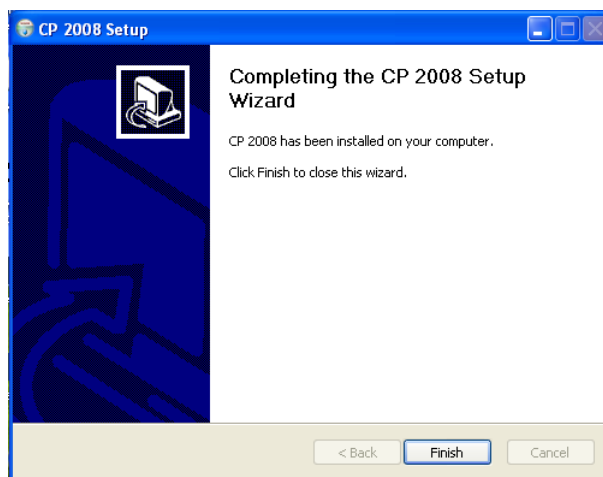 CP 2008 Setup
Completing the CP 2008 Setup
Wizard
CP 2008 has been installed on your computer.
Click Finish to close this wizard.
< Back
Finish
Cancel